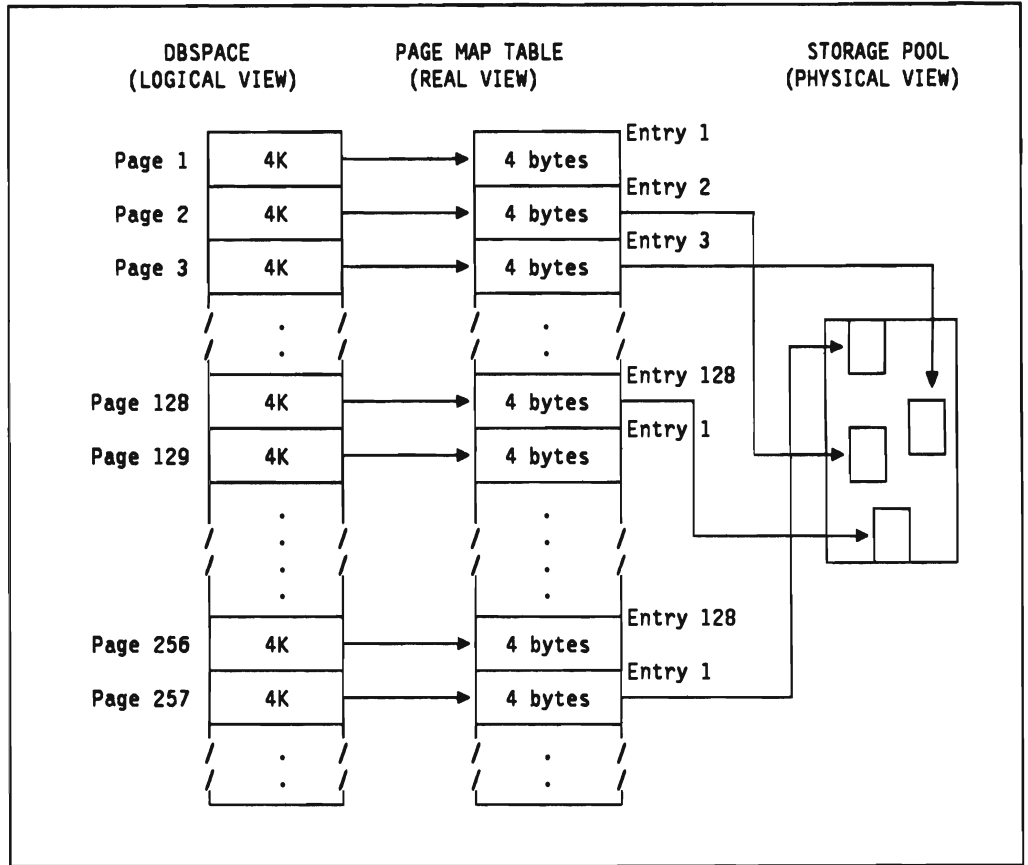 DBSPACE PAGE MAP TABLE STORAGE POOL
(LOGICAL VIEW) (REAL VIEW) (PHYSICAL VIEW)
Entry 1
Page 1 4K 4 bytes
Entry 2
Page 2 4K 4 bytes
Entry 3
Page 3 4K 4 bytes
Entry 128
Page 128 4K 4 bytes
Entry 1
Page 129 4K 4 bytes
Entry 128
Page 256 4K 4 bytes
Entry 1
Page 257 4K 4 bytes